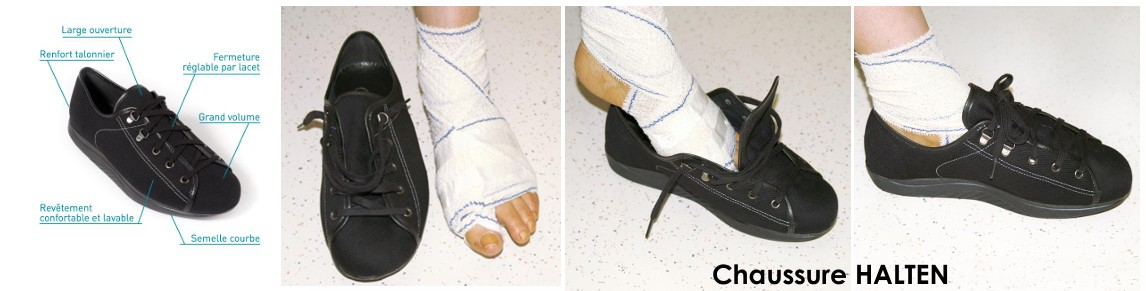 Large ouverture
Renfort talonnier
Fermeture
réglable par lacet
Grand volume
Revêtement
confortable et lavable
Semelle courbe
Chaussure HALTEN